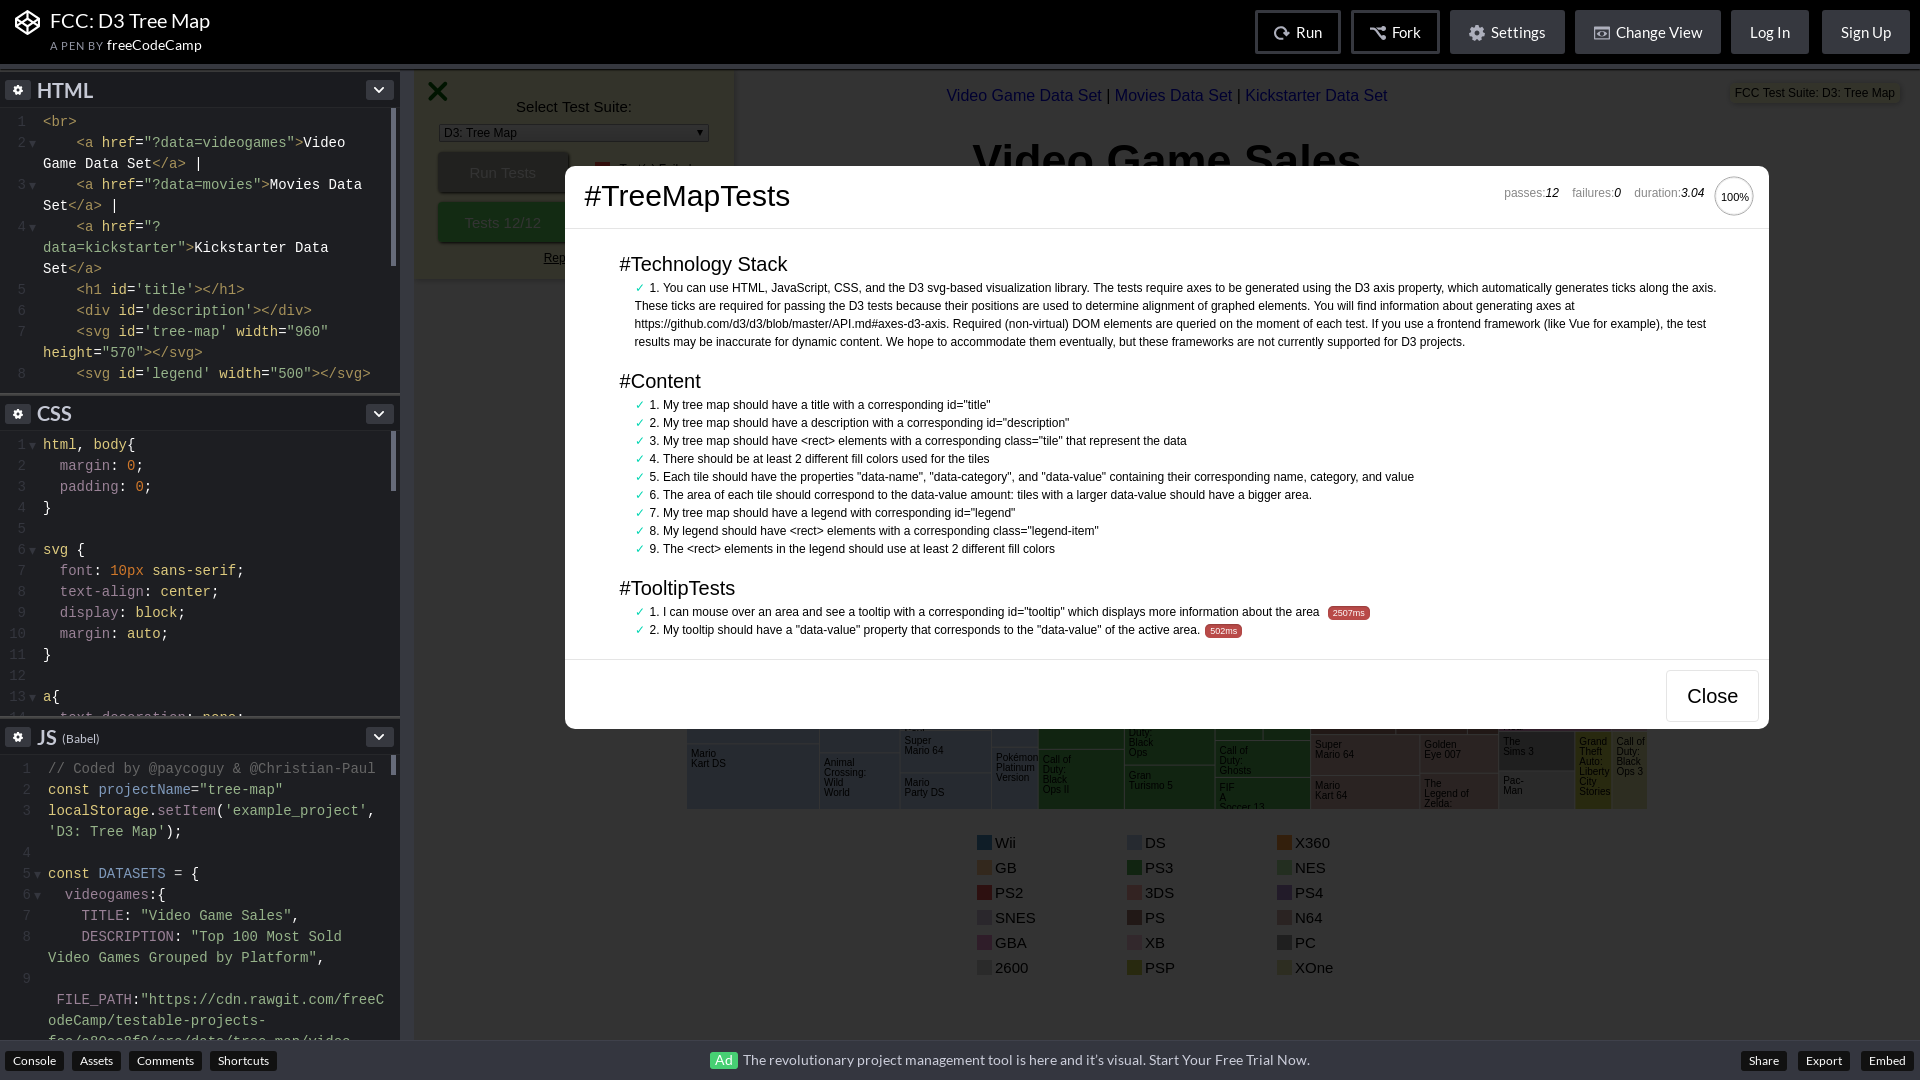 FCC: D3 Tree Map
A PEN BY freeCodeCamp
Run
Fork
Settings
Change View
Log In
Sign Up
HTML
1 <br>
2 <a href="?data=videogames">Video
Game Data Set</a> |
3 <a href="?data=movies">Movies Data
Set</a> |
4 <a href="?
data=kickstarter">Kickstarter Data
Set</a>
5 <h1 id='title'></h1>
6 <div id='description'></div>
7 <svg id='tree-map' width="960"
height="570"></svg>
8 <svg id='legend' width="500"></svg>
CSS
1 html, body{
2 margin: 0;
3 padding: 0;
4 }
5
6 svg {
7 font: 10px sans-serif;
8 text-align: center;
9 display: block;
10 margin: auto;
11 }
12
13 a{
JS (Babel)
1 // Coded by @paycoguy & @Christian-Paul
2 const projectName="tree-map"
3 localStorage.setItem('example_project',
'D3: Tree Map');
4
5 const DATASETS = {
6 videogames:{
7 TITLE: "Video Game Sales",
8 DESCRIPTION: "Top 100 Most Sold
Video Games Grouped by Platform",
9
FILE_PATH:"https://cdn.rawgit.com/freeC
odeCamp/testable-projects-
Select Test Suite:
D3: Tree Map
Run Tests
Tests 12/12
Video Game Data Set | Movies Data Set | Kickstarter Data Set
FCC Test Suite: D3: Tree Map
Video Game Sales
#TreeMapTests
passes:12 failures:0 duration:3.04 100%
#Technology Stack
✓ 1. You can use HTML, JavaScript, CSS, and the D3 svg-based visualization library. The tests require axes to be generated using the D3 axis property, which automatically generates ticks along the axis.
These ticks are required for passing the D3 tests because their positions are used to determine alignment of graphed elements. You will find information about generating axes at
https://github.com/d3/d3/blob/master/API.md#axes-d3-axis. Required (non-virtual) DOM elements are queried on the moment of each test. If you use a frontend framework (like Vue for example), the test
results may be inaccurate for dynamic content. We hope to accommodate them eventually, but these frameworks are not currently supported for D3 projects.
#Content
✓ 1. My tree map should have a title with a corresponding id="title"
✓ 2. My tree map should have a description with a corresponding id="description"
✓ 3. My tree map should have <rect> elements with a corresponding class="tile" that represent the data
✓ 4. There should be at least 2 different fill colors used for the tiles
✓ 5. Each tile should have the properties "data-name", "data-category", and "data-value" containing their corresponding name, category, and value
✓ 6. The area of each tile should correspond to the data-value amount: tiles with a larger data-value should have a bigger area.
✓ 7. My tree map should have a legend with corresponding id="legend"
✓ 8. My legend should have <rect> elements with a corresponding class="legend-item"
✓ 9. The <rect> elements in the legend should use at least 2 different fill colors
#TooltipTests
✓ 1. I can mouse over an area and see a tooltip with a corresponding id="tooltip" which displays more information about the area 2507ms
✓ 2. My tooltip should have a "data-value" property that corresponds to the "data-value" of the active area. 502ms
Close
Mario
Kart DS
Animal
Crossing:
Wild
World
Super
Mario 64
Mario
Party DS
Pokémon
Platinum
Version
Call of
Duty:
Black
Ops II
Duty:
Black
Ops
Gran
Turismo 5
Call of
Duty:
Ghosts
FIF
A
Soccer 13
Super
Mario 64
Mario
Kart 64
Golden
Eye 007
The
Legend of
Zelda:
The
Sims 3
Pac-
Man
Grand
Theft
Auto:
Liberty
City
Stories
Call of
Duty:
Black
Ops 3
Wii DS X360
GB PS3 NES
PS2 3DS PS4
SNES PS N64
GBA XB PC
2600 PSP XOne
Console
Assets
Comments
Shortcuts
Ad The revolutionary project management tool is here and it's visual. Start Your Free Trial Now.
Share
Export
Embed